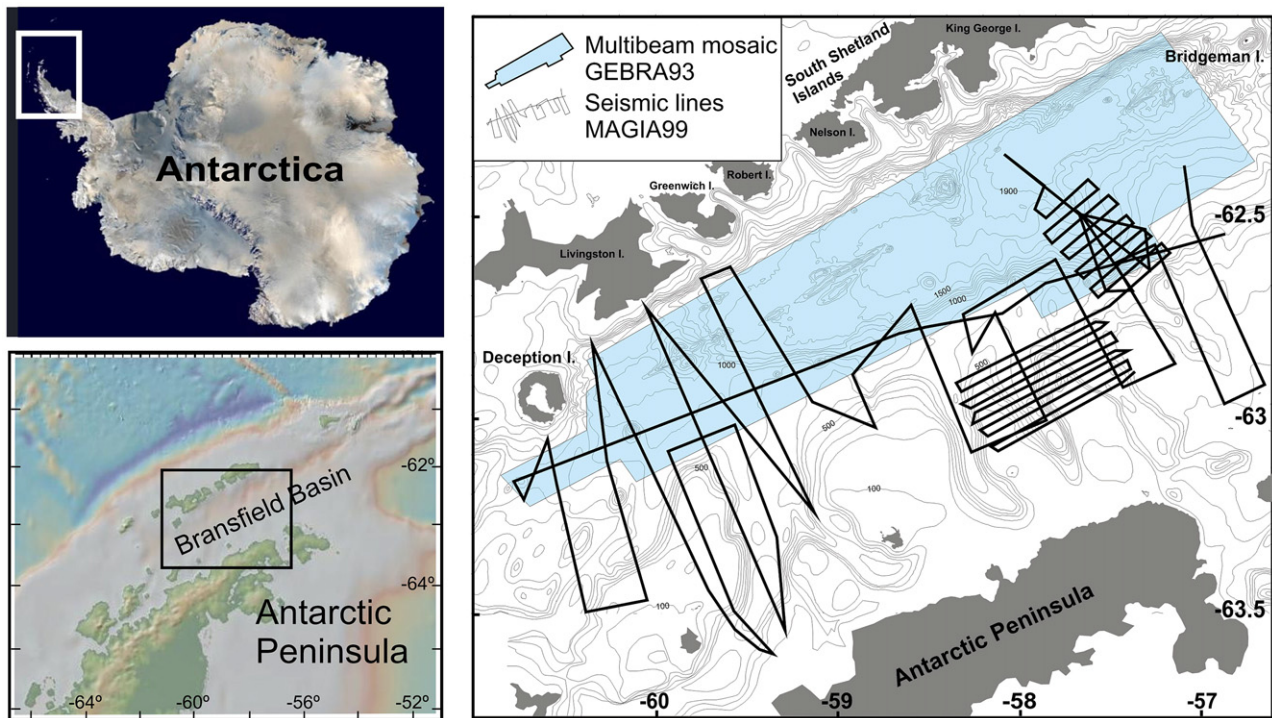 Antarctica
-62º
-64º
-64º
-60º
-56º
-52º
Bransfield Basin
Antarctic
Peninsula
Multibeam mosaic
GEBRA93
Seismic lines
MAGIA99
South Shetland
Islands
King George I.
Bridgeman I.
Nelson I.
Robert I.
Greenwich I.
Livingston I.
Deception I.
1900
1500
1000
1000
500
500
500
100
100
-62.5
-63
-63.5
Antarctic Peninsula
-60
-59
-58
-57